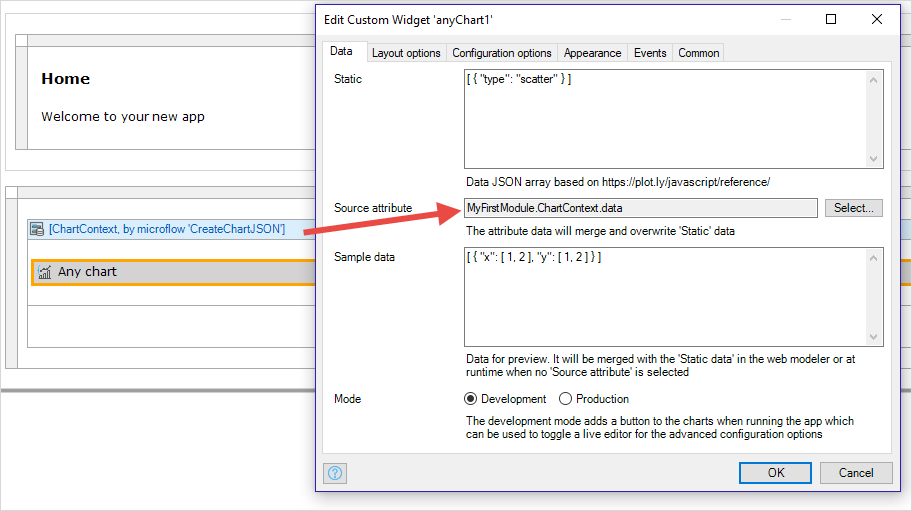 Home
Welcome to your new app
[ChartContext, by microflow 'CreateChartJSON']
Any chart
Edit Custom Widget 'anyChart1'
Data Layout options Configuration options Appearance Events Common
Static
[ { "type": "scatter" } ]
Data JSON array based on https://plot.ly/javascript/reference/
Source attribute MyFirstModule.ChartContext.data Select...
The attribute data will merge and overwrite 'Static' data
Sample data
[ { "x": [ 1, 2 ], "y": [ 1, 2 ] } ]
Data for preview. It will be merged with the 'Static data' in the web modeler or at
runtime when no 'Source attribute' is selected
Mode Development Production
The development mode adds a button to the charts when running the app which
can be used to toggle a live editor for the advanced configuration options
? OK Cancel